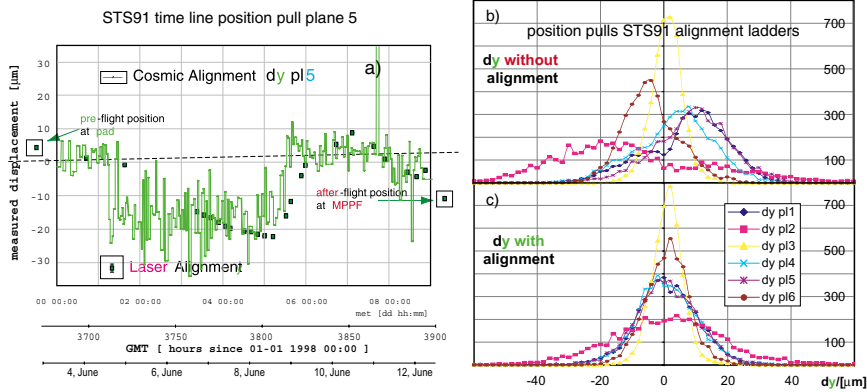 STS91 time line position pull plane 5
measured displacement [μm]
30
20
10
0
-10
-20
-30
Cosmic Alignment dy pl5
a)
pre-flight position
at pad
after-flight position
at MPPF
Laser Alignment
00 00:00
02 00:00
04 00:00
06 00:00
08 00:00
met [dd hh:mm]
3700
3750
3800
3850
3900
GMT [ hours since 01-01 1998 00:00 ]
4, June
6, June
8, June
10, June
12, June
b)
position pulls STS91 alignment ladders
dy without
alignment
700
500
300
100
c)
dy with
alignment
dy pl1
dy pl2
dy pl3
dy pl4
dy pl5
dy pl6
700
500
300
100
-40
-20
0
20
40
dy/[μm]